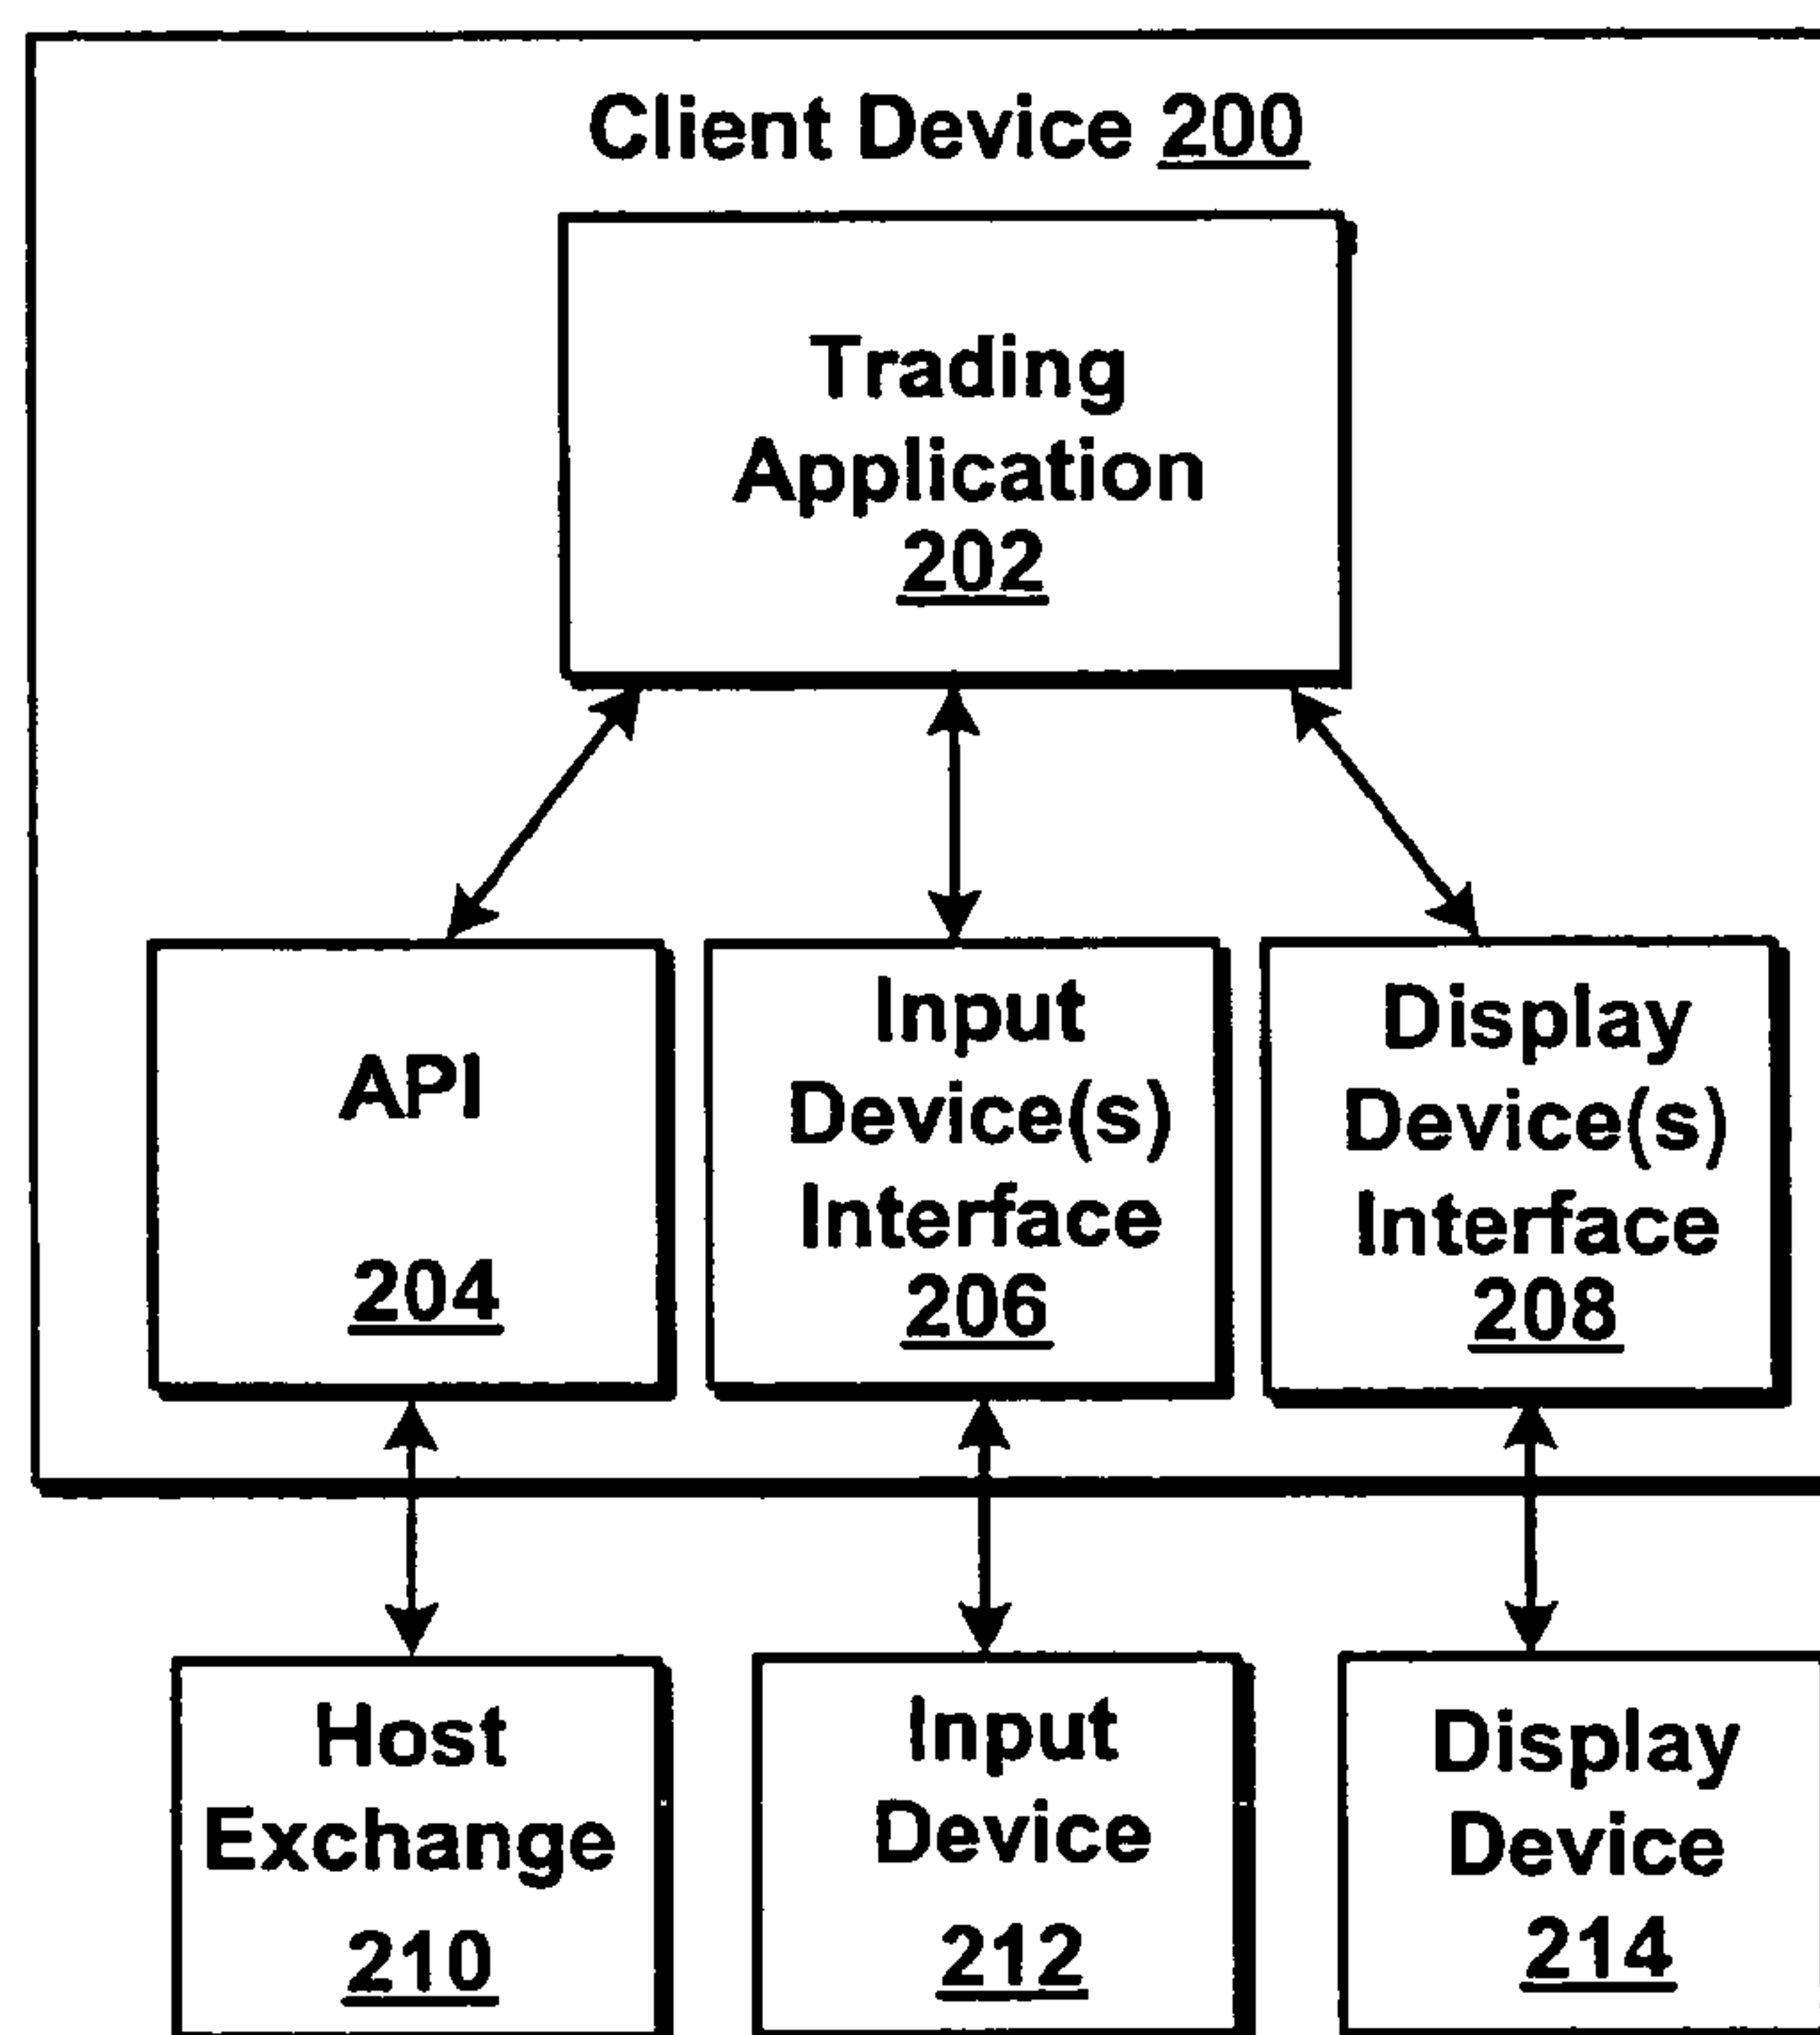 Client Device 200
Trading
Application
202
API
204
Input
Device(s)
Interface
206
Display
Device(s)
Interface
208
Host
Exchange
210
Input
Device
212
Display
Device
214